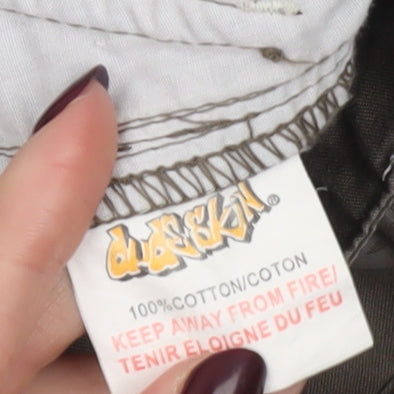 dudeskin®
100%COTTON/COTON
KEEP AWAY FROM FIRE/
TENIR ELOIGNE DU FEU